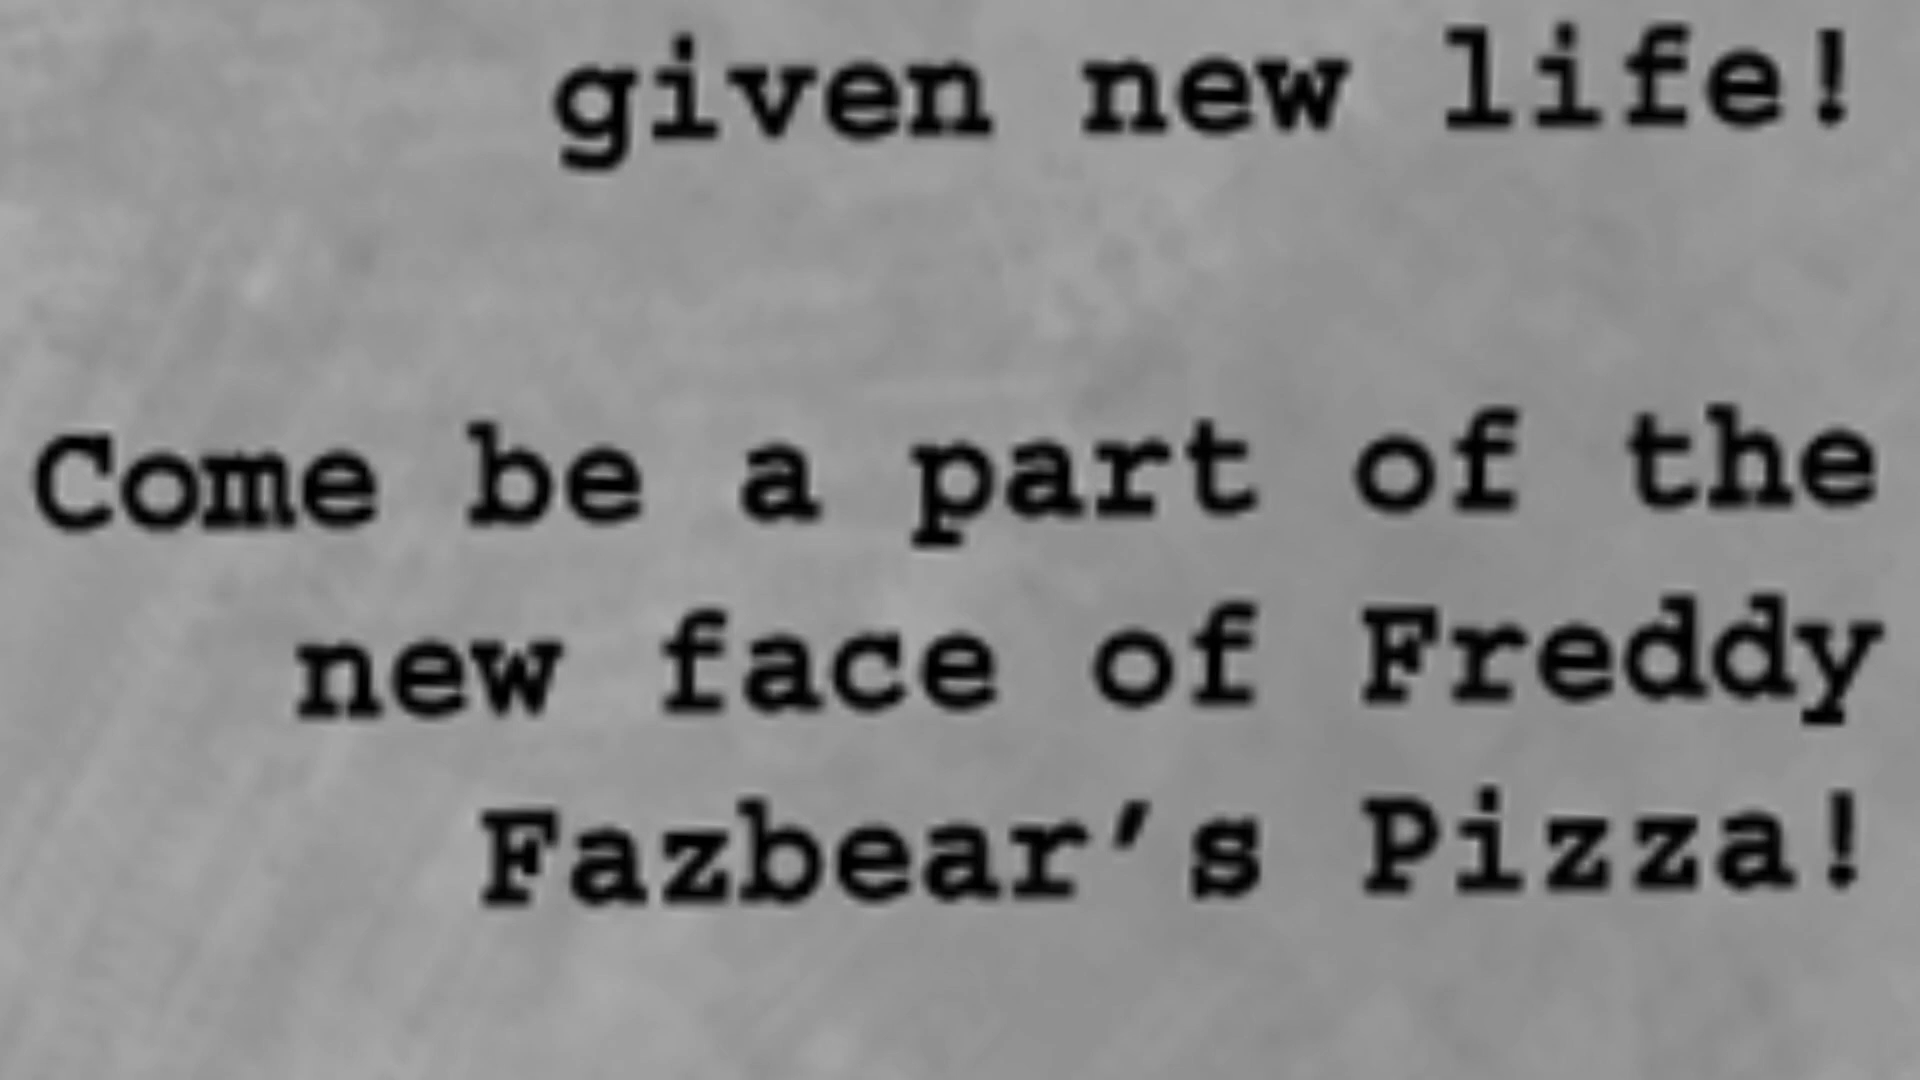 given new life!
Come be a part of the
new face of Freddy
Fazbear's Pizza!